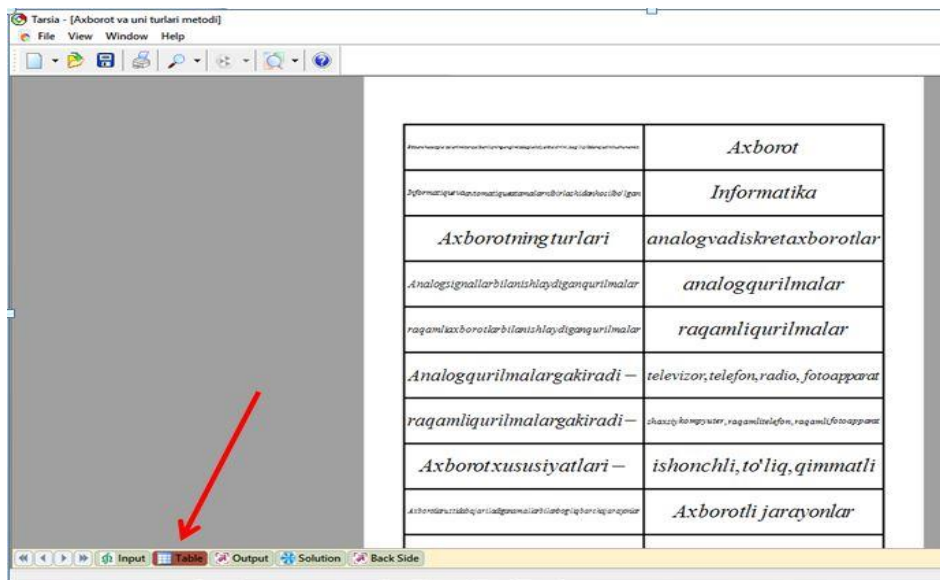 Tarsia - [Axborot va uni turlari metodi]
File View Window Help
Axborot
Informatika
Axborotningturlari analogvadiskretaxborotlar
Analogsignallarbilanishlaydiganqurilmalar analogqurilmalar
raqamliaxborotlarbilanishlaydiganqurilmalar raqamliqurilmalar
Analogqurilmalargakiradi – televizor,telefon,radio, fotoapparat
raqamliqurilmalargakiradi – shaxsiykompyuter, raqamlitelefon, raqamlifotoapparat
Axborotxususiyatlari – ishonchli,to'liq,qimmatli
Axborotli jarayonlar
Input Table Output Solution Back Side